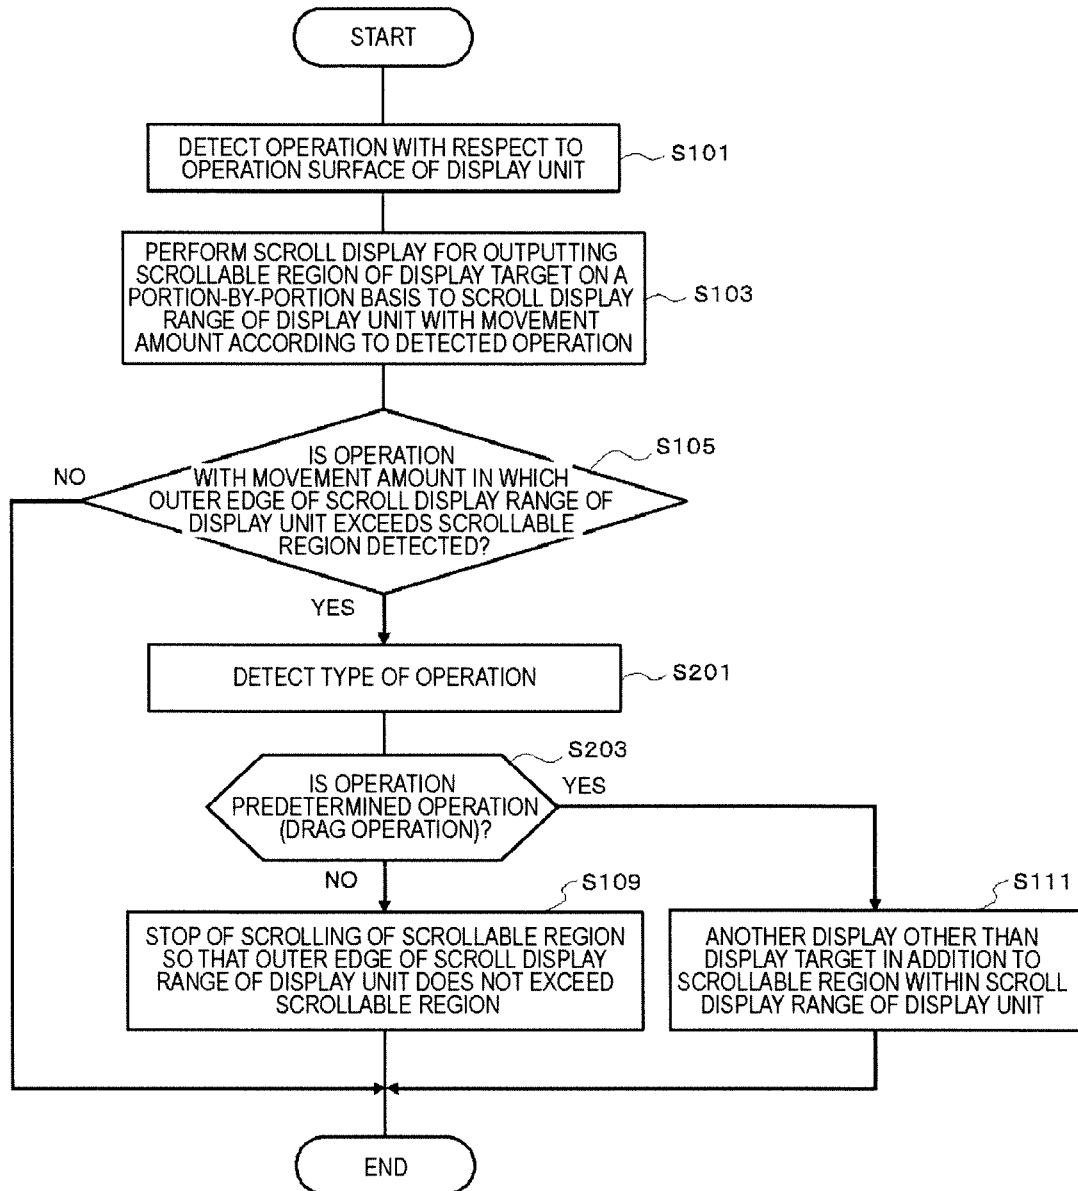 START
DETECT OPERATION WITH RESPECT TO
OPERATION SURFACE OF DISPLAY UNIT
S101
PERFORM SCROLL DISPLAY FOR OUTPUTTING
SCROLLABLE REGION OF DISPLAY TARGET ON A
PORTION-BY-PORTION BASIS TO SCROLL DISPLAY
RANGE OF DISPLAY UNIT WITH MOVEMENT
AMOUNT ACCORDING TO DETECTED OPERATION
S103
IS OPERATION
WITH MOVEMENT AMOUNT IN WHICH
OUTER EDGE OF SCROLL DISPLAY RANGE OF
DISPLAY UNIT EXCEEDS SCROLLABLE
REGION DETECTED?
S105
NO
YES
DETECT TYPE OF OPERATION
S201
IS OPERATION
PREDETERMINED OPERATION
(DRAG OPERATION)?
S203
YES
NO
STOP OF SCROLLING OF SCROLLABLE REGION
SO THAT OUTER EDGE OF SCROLL DISPLAY
RANGE OF DISPLAY UNIT DOES NOT EXCEED
SCROLLABLE REGION
S109
ANOTHER DISPLAY OTHER THAN
DISPLAY TARGET IN ADDITION TO
SCROLLABLE REGION WITHIN SCROLL
DISPLAY RANGE OF DISPLAY UNIT
S111
END